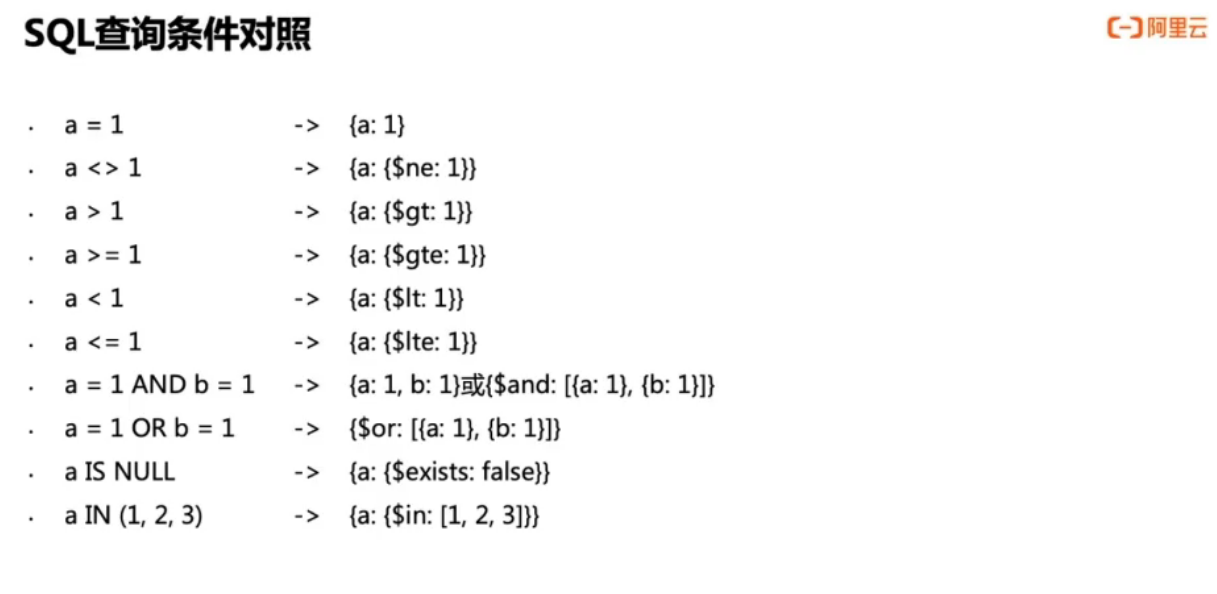 SQL查询条件对照
阿里云
· a = 1 -> {a: 1}
· a <> 1 -> {a: {$ne: 1}}
· a > 1 -> {a: {$gt: 1}}
· a >= 1 -> {a: {$gte: 1}}
· a < 1 -> {a: {$lt: 1}}
· a <= 1 -> {a: {$lte: 1}}
· a = 1 AND b = 1 -> {a: 1, b: 1}或{$and: [{a: 1}, {b: 1}]}
· a = 1 OR b = 1 -> {$or: [{a: 1}, {b: 1}]}
· a IS NULL -> {a: {$exists: false}}
· a IN (1, 2, 3) -> {a: {$in: [1, 2, 3]}}